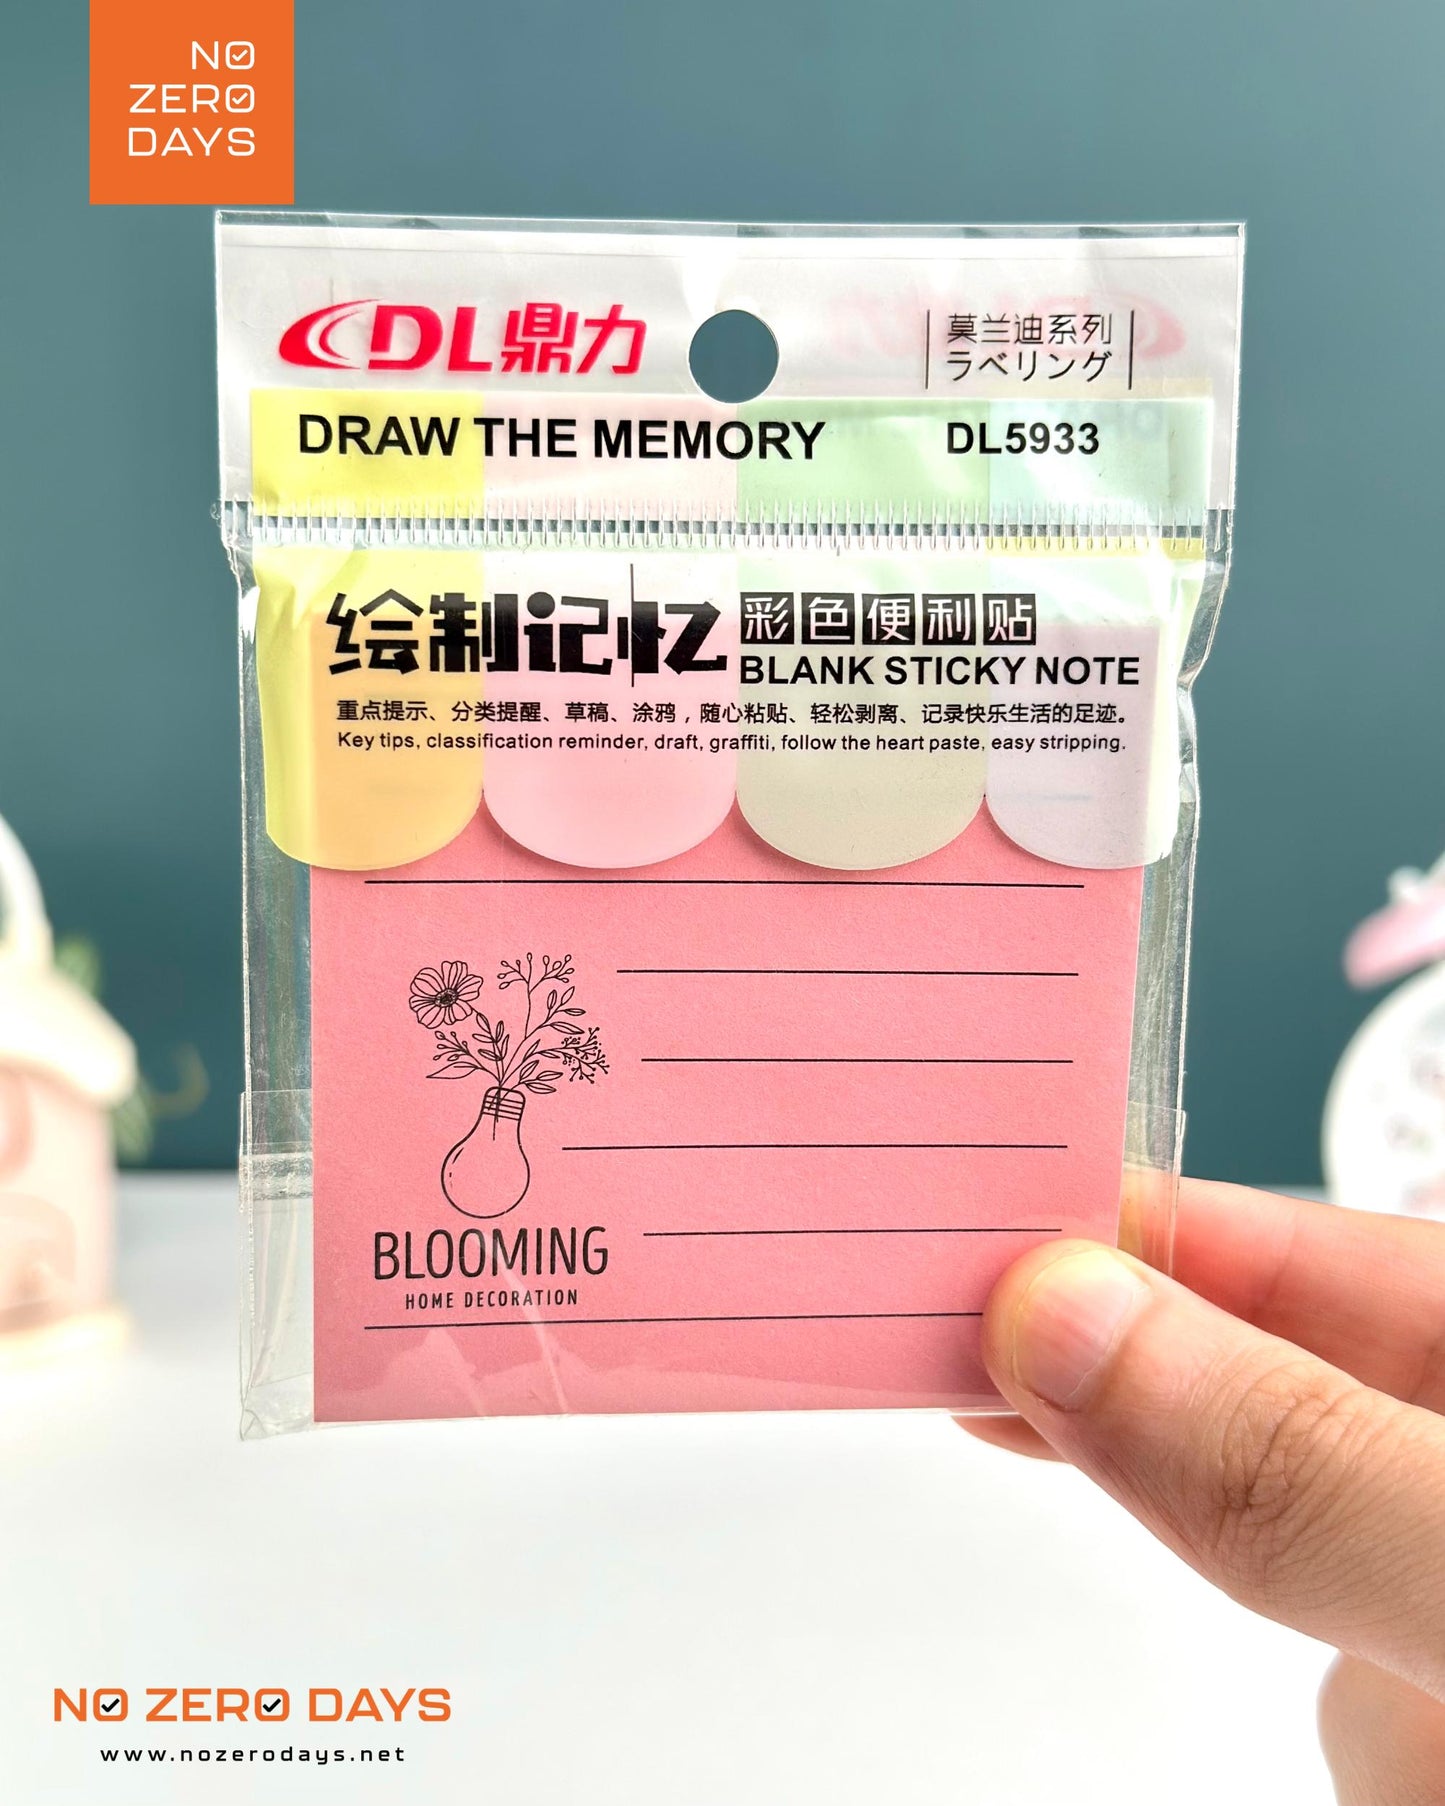 NO
ZERO
DAYS
DL鼎力
莫兰迪系列
ラベリング
DRAW THE MEMORY DL5933
绘制记忆 彩色便利贴
BLANK STICKY NOTE
重点提示、分类提醒、草稿、涂鸦，随心粘贴、轻松剥离、记录快乐生活的足迹。
Key tips, classification reminder, draft, graffiti, follow the heart paste, easy stripping.
BLOOMING
HOME DECORATION
NO ZERO DAYS
www.nozerodays.net